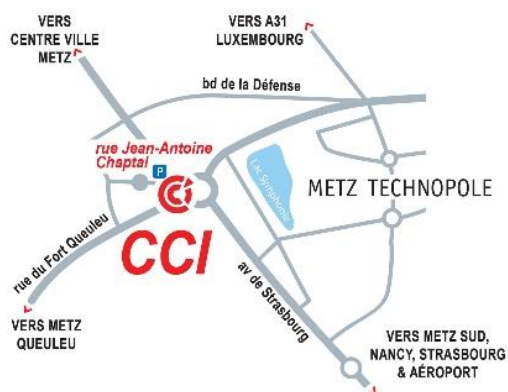 VERS
CENTRE VILLE
METZ
VERS A31
LUXEMBOURG
bd de la Défense
rue Jean-Antoine
Chaptal
P
Lac Symphonie
METZ TECHNOPOLE
CCI
rue du Fort Queuleu
av de Strasbourg
VERS METZ
QUEULEU
VERS METZ SUD,
NANCY, STRASBOURG
& AÉROPORT